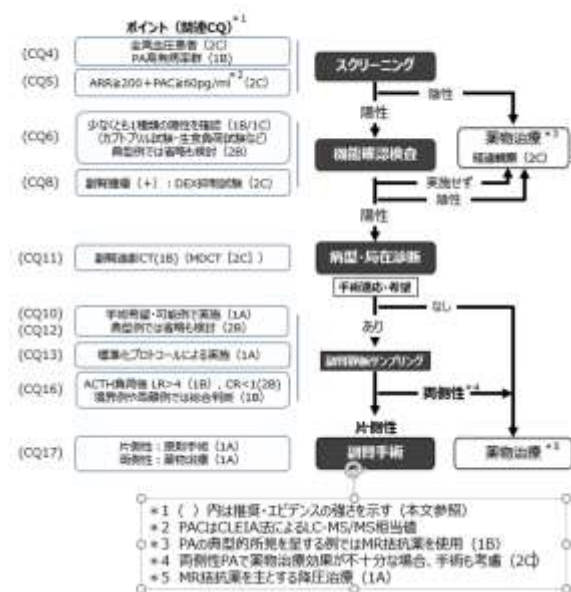 ポイント（関連CQ）*1
(CQ4)
全高血圧患者（2C）
PA高有病率群（1B）
(CQ5)
ARR≧200＋PAC≧60pg/ml*2（2C）
(CQ6)
少なくとも1種類の陽性を確認（1B/1C）
（カプトプリル試験・生食負荷試験など）
典型例では省略も検討（2B）
(CQ8)
副腎腫瘍（+）：DEX抑制試験（2C）
(CQ11)
副腎造影CT(1B)（MDCT［2C］）
(CQ10)
(CQ12)
手術希望・可能例で実施（1A）
典型例では省略も検討（2B）
(CQ13)
標準化プロトコールによる実施（1A）
(CQ16)
ACTH負荷後 LR>4（1B）, CR<1(2B)
境界例や乖離例では総合判断（1B）
(CQ17)
片側性：原則手術（1A）
両側性：薬物治療（1A）
スクリーニング
陰性
陽性
機能確認検査
薬物治療*3
経過観察（2C）
実施せず
陰性
陽性
病型・局在診断
手術適応・希望
なし
あり
副腎静脈サンプリング
両側性*4
片側性
副腎手術
薬物治療*5
*1（ ）内は推奨・エビデンスの強さを示す（本文参照）
*2 PACはCLEIA法によるLC-MS/MS相当値
*3 PAの典型的所見を呈する例ではMR拮抗薬を使用（1B）
*4 両側性PAで薬物治療効果が不十分な場合、手術も考慮（2C）
*5 MR拮抗薬を主とする降圧治療（1A）